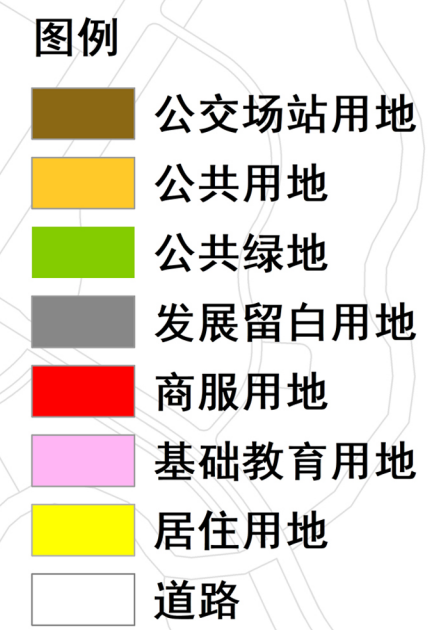 图例
公交场站用地
公共用地
公共绿地
发展留白用地
商服用地
基础教育用地
居住用地
道路